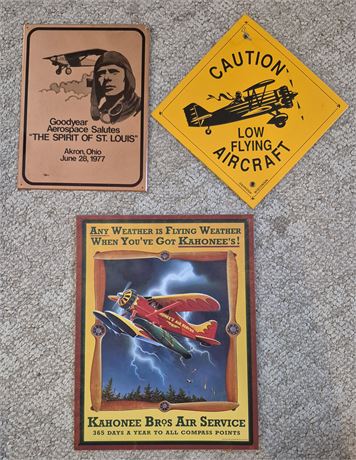 Goodyear
Aerospace Salutes
"THE SPIRIT OF ST. LOUIS"
Akron, Ohio
June 28, 1977
CAUTION
LOW
FLYING
AIRCRAFT
ANY WEATHER IS FLYING WEATHER
WHEN YOU'VE GOT KAHONEE'S!
KAHONEE BROS AIR SERVICE
365 DAYS A YEAR TO ALL COMPASS POINTS